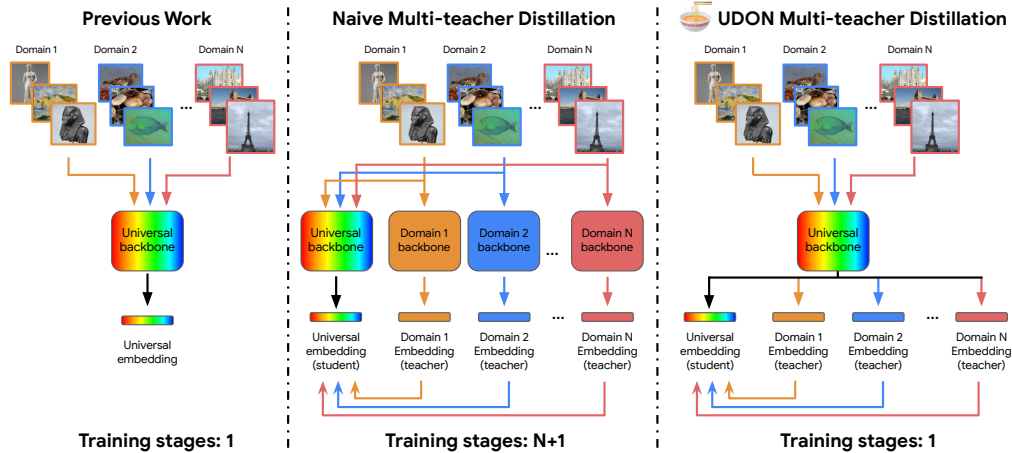 Previous Work
Domain 1
Domain 2
Domain N
...
Universal
backbone
Universal
embedding
Training stages: 1
Naive Multi-teacher Distillation
Domain 1
Domain 2
Domain N
...
Universal
backbone
Domain 1
backbone
Domain 2
backbone
...
Domain N
backbone
Universal
embedding
(student)
Domain 1
Embedding
(teacher)
Domain 2
Embedding
(teacher)
...
Domain N
Embedding
(teacher)
Training stages: N+1
UDON Multi-teacher Distillation
Domain 1
Domain 2
Domain N
...
Universal
backbone
Universal
embedding
(student)
Domain 1
Embedding
(teacher)
Domain 2
Embedding
(teacher)
...
Domain N
Embedding
(teacher)
Training stages: 1